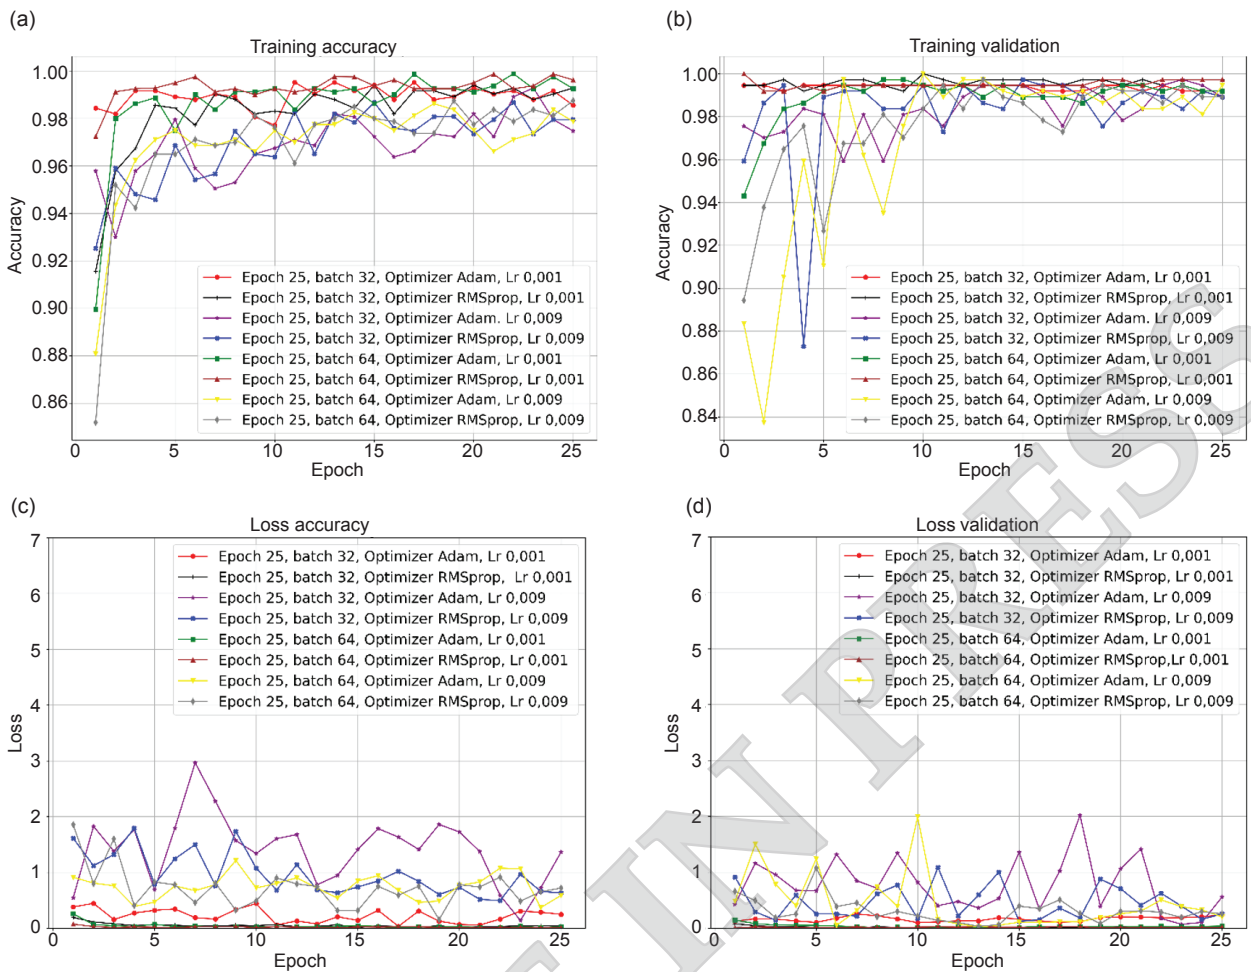 (a)
Training accuracy
1.00
0.98
0.96
0.94
0.92
0.90
0.88
0.86
Accuracy
0
5
10
15
20
25
Epoch
Epoch 25, batch 32, Optimizer Adam, Lr 0,001
Epoch 25, batch 32, Optimizer RMSprop, Lr 0,001
Epoch 25, batch 32, Optimizer Adam. Lr 0,009
Epoch 25, batch 32, Optimizer RMSprop, Lr 0,009
Epoch 25, batch 64, Optimizer Adam, Lr 0,001
Epoch 25, batch 64, Optimizer RMSprop, Lr 0,001
Epoch 25, batch 64, Optimizer Adam, Lr 0,009
Epoch 25, batch 64, Optimizer RMSprop, Lr 0,009
(b)
Training validation
1.00
0.98
0.96
0.94
0.92
0.90
0.88
0.86
0.84
Accuracy
0
5
10
15
20
25
Epoch
Epoch 25, batch 32, Optimizer Adam, Lr 0,001
Epoch 25, batch 32, Optimizer RMSprop, Lr 0,001
Epoch 25, batch 32, Optimizer Adam. Lr 0,009
Epoch 25, batch 32, Optimizer RMSprop, Lr 0,009
Epoch 25, batch 64, Optimizer Adam, Lr 0,001
Epoch 25, batch 64, Optimizer RMSprop, Lr 0,001
Epoch 25, batch 64, Optimizer Adam, Lr 0,009
Epoch 25, batch 64, Optimizer RMSprop, Lr 0,009
(c)
Loss accuracy
7
6
5
4
3
2
1
0
Loss
0
5
10
15
20
25
Epoch
Epoch 25, batch 32, Optimizer Adam, Lr 0,001
Epoch 25, batch 32, Optimizer RMSprop, Lr 0,001
Epoch 25, batch 32, Optimizer Adam, Lr 0,009
Epoch 25, batch 32, Optimizer RMSprop, Lr 0,009
Epoch 25, batch 64, Optimizer Adam, Lr 0,001
Epoch 25, batch 64, Optimizer RMSprop, Lr 0,001
Epoch 25, batch 64, Optimizer Adam, Lr 0,009
Epoch 25, batch 64, Optimizer RMSprop, Lr 0,009
(d)
Loss validation
7
6
5
4
3
2
1
0
Loss
0
5
10
15
20
25
Epoch
Epoch 25, batch 32, Optimizer Adam, Lr 0,001
Epoch 25, batch 32, Optimizer RMSprop, Lr 0,001
Epoch 25, batch 32, Optimizer Adam, Lr 0,009
Epoch 25, batch 32, Optimizer RMSprop, Lr 0,009
Epoch 25, batch 64, Optimizer Adam, Lr 0,001
Epoch 25, batch 64, Optimizer RMSprop,Lr 0,001
Epoch 25, batch 64, Optimizer Adam, Lr 0,009
Epoch 25, batch 64, Optimizer RMSprop, Lr 0,009
IN PRESS